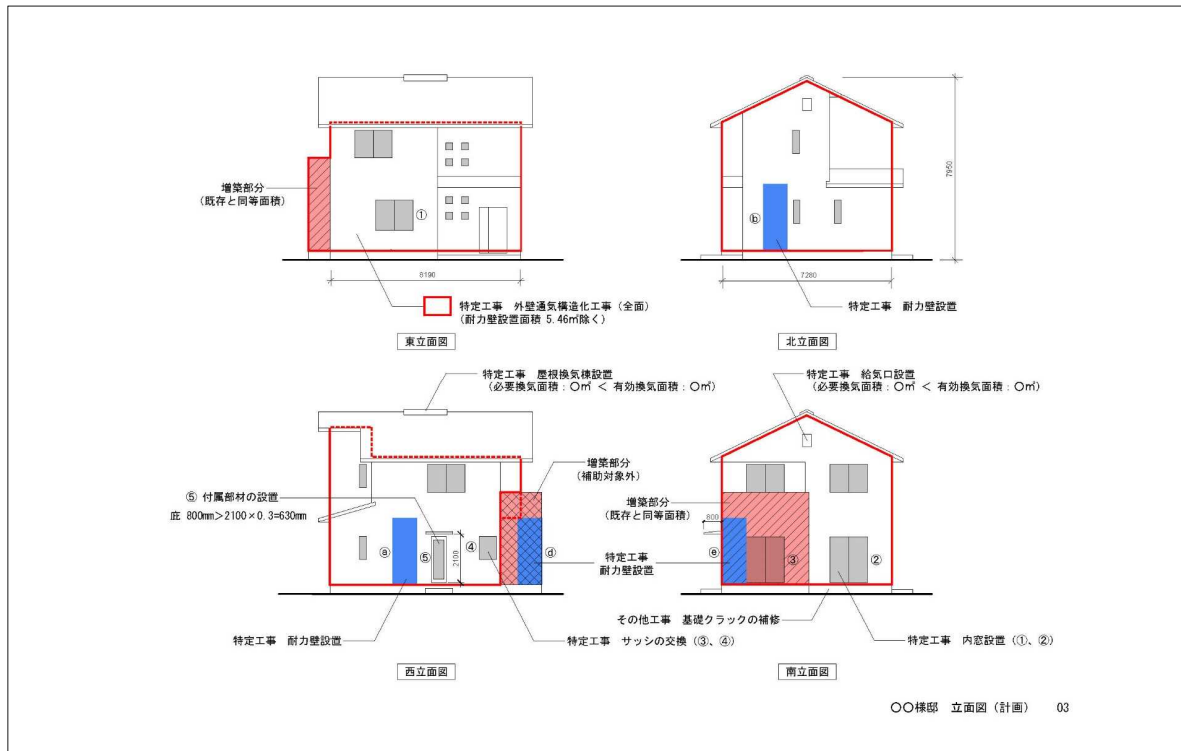 増築部分
(既存と同等面積)
①
8190
特定工事 外壁通気構造化工事(全面)
(耐力壁設置面積 5.46㎡除く)
東立面図
ⓑ
7950
7280
特定工事 耐力壁設置
北立面図
特定工事 屋根換気棟設置
(必要換気面積:〇㎡ < 有効換気面積:〇㎡)
増築部分
(補助対象外)
⑤ 付属部材の設置
庇 800mm>2100×0.3=630mm
ⓐ
⑤
2100
④
ⓓ
特定工事
耐力壁設置
特定工事 耐力壁設置
特定工事 サッシの交換(③、④)
西立面図
特定工事 給気口設置
(必要換気面積:〇㎡ < 有効換気面積:〇㎡)
増築部分
(既存と同等面積)
800
ⓔ
③
②
その他工事 基礎クラックの補修
特定工事 内窓設置(①、②)
南立面図
〇〇様邸 立面図(計画) 03